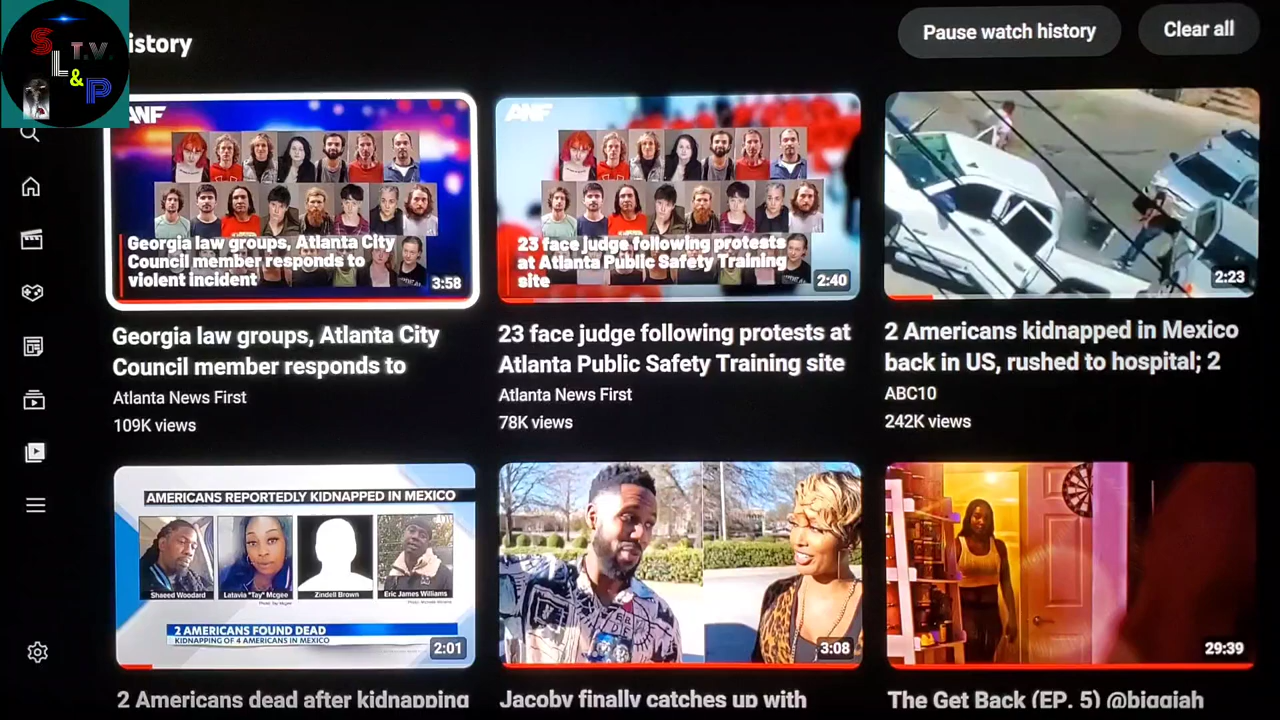 S T.V.
L
&
P
istory
Pause watch history
Clear all
ANF
Georgia law groups, Atlanta City
Council member responds to
violent incident
3:58
ANF
23 face judge following protests
at Atlanta Public Safety Training
site
2:40
2:23
Georgia law groups, Atlanta City
Council member responds to
Atlanta News First
109K views
23 face judge following protests at
Atlanta Public Safety Training site
Atlanta News First
78K views
2 Americans kidnapped in Mexico
back in US, rushed to hospital; 2
ABC10
242K views
AMERICANS REPORTEDLY KIDNAPPED IN MEXICO
Shaeed Woodard
Latavia "Tay" Mcgee
Zindell Brown
Eric James Williams
2 AMERICANS FOUND DEAD
KIDNAPPING OF 4 AMERICANS IN MEXICO
2:01
3:08
29:39
2 Americans dead after kidnapping
Jacoby finally catches up with
The Get Back (EP. 5) @biggjah